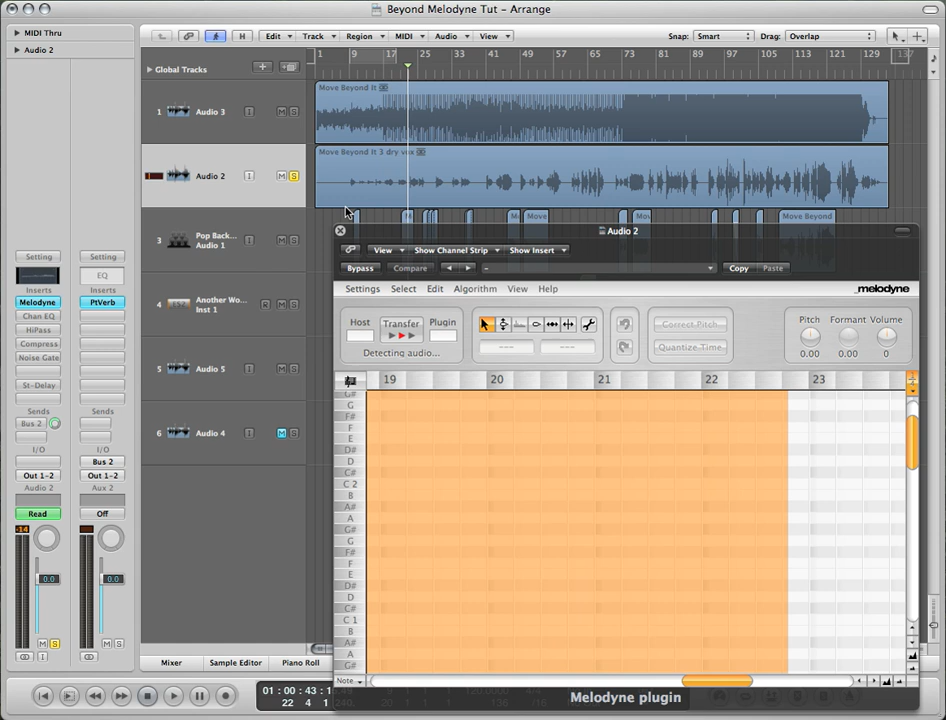 Beyond Melodyne Tut – Arrange
MIDI Thru
Audio 2
Edit Track Region MIDI Audio View
Snap: Smart Drag: Overlap
Global Tracks
1 9 17 25 33 41 49 57 65 73 81 89 97 105 113 121 129 137
1 Audio 3
Move Beyond It
2 Audio 2
Move Beyond It 3 dry vox
3 Pop Back...
Audio 1
Move Beyond
4 Another Wo...
Inst 1
5 Audio 5
6 Audio 4
Setting Setting
EQ
Inserts Inserts
Melodyne PtVerb
Chan EQ
HiPass
Compress
Noise Gate
St-Delay
Sends Sends
Bus 2
I/O I/O
Bus 2
Out 1-2 Out 1-2
Audio 2 Aux 2
Read Off
-14
0.0 0.0
M S M S
Audio 2
View Show Channel Strip Show Insert
Bypass Compare Copy Paste
Settings Select Edit Algorithm View Help melodyne
Host Transfer Plugin
Detecting audio...
Correct Pitch
Quantize Time
Pitch Formant Volume
0.00 0.00 0
19 20 21 22 23
G#
G
F#
F
E
D#
D
C#
C 2
B
A#
A
G#
G
F#
F
E
D#
D
C#
C 1
B
A#
A
G#
Note
Mixer Sample Editor Piano Roll
01 : 00 : 43 : 1
22 4 1
Melodyne plugin